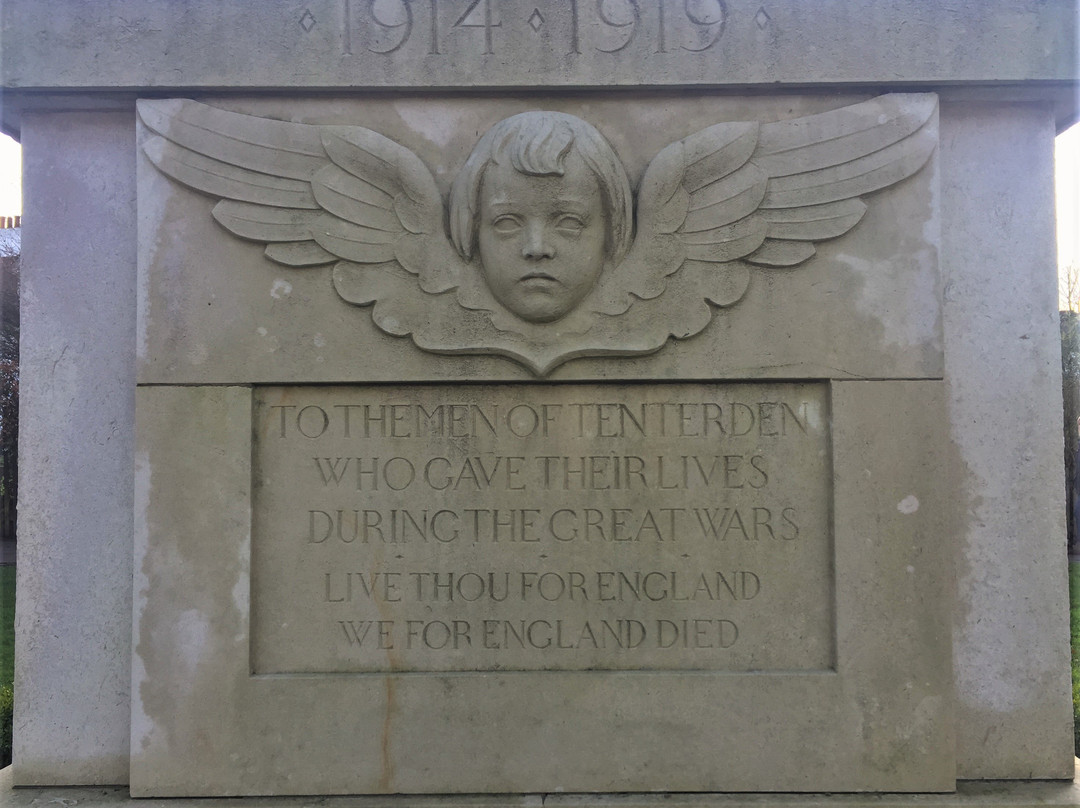 1914 · 1919
TO THE MEN OF TENTERDEN
WHO GAVE THEIR LIVES
DURING THE GREAT WARS
LIVE THOU FOR ENGLAND
WE FOR ENGLAND DIED